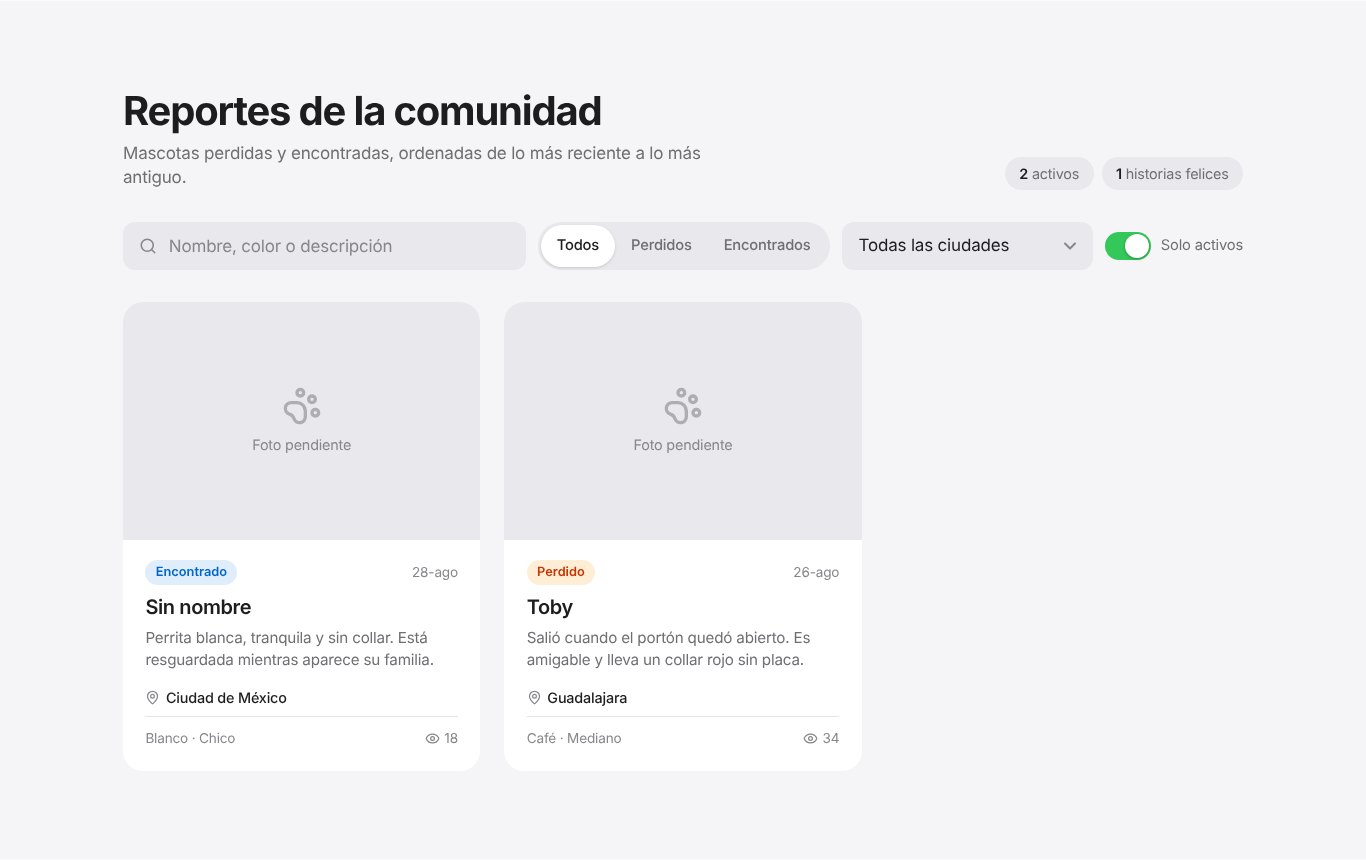 Reportes de la comunidad
Mascotas perdidas y encontradas, ordenadas de lo más reciente a lo más
antiguo.
2 activos
1 historias felices
Nombre, color o descripción
Todos
Perdidos
Encontrados
Todas las ciudades
Solo activos
Foto pendiente
Encontrado
28-ago
Sin nombre
Perrita blanca, tranquila y sin collar. Está
resguardada mientras aparece su familia.
Ciudad de México
Blanco · Chico
18
Foto pendiente
Perdido
26-ago
Toby
Salió cuando el portón quedó abierto. Es
amigable y lleva un collar rojo sin placa.
Guadalajara
Café · Mediano
34